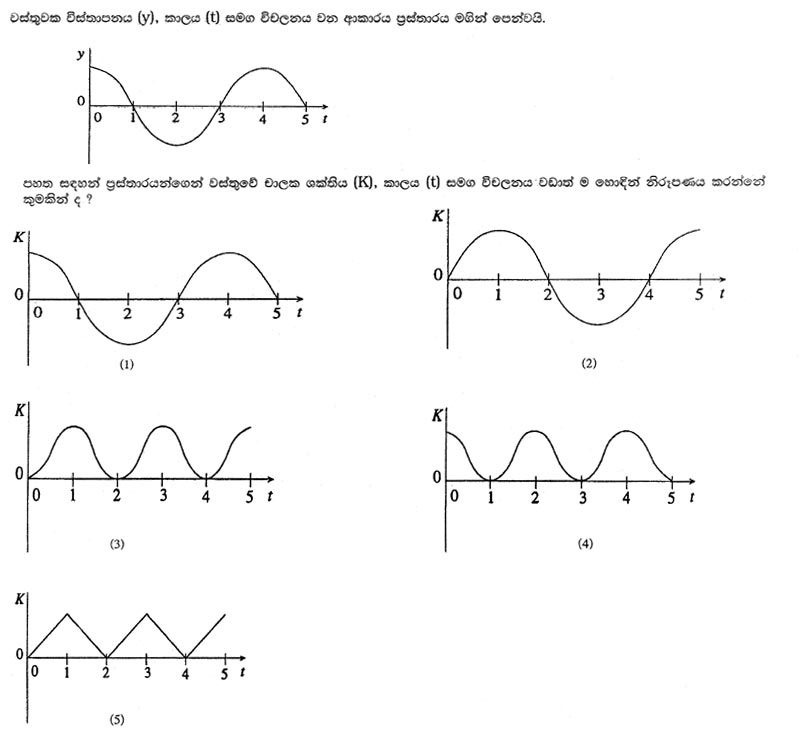 වස්තුවක විස්තාපනය (y), කාලය (t) සමග විචලනය වන ආකාරය ප්‍රස්තාරය මගින් පෙන්වයි.
y
0
0 1 2 3 4 5 t
පහත සඳහන් ප්‍රස්තාරයන්ගෙන් වස්තුවේ චාලක ශක්තිය (K), කාලය (t) සමග විචලනය වඩාත් ම හොඳින් නිරූපණය කරන්නේ
කුමකින් ද ?
K
0
0 1 2 3 4 5 t
(1)
K
0
0 1 2 3 4 5 t
(2)
K
0
0 1 2 3 4 5 t
(3)
K
0
0 1 2 3 4 5 t
(4)
K
0
0 1 2 3 4 5 t
(5)